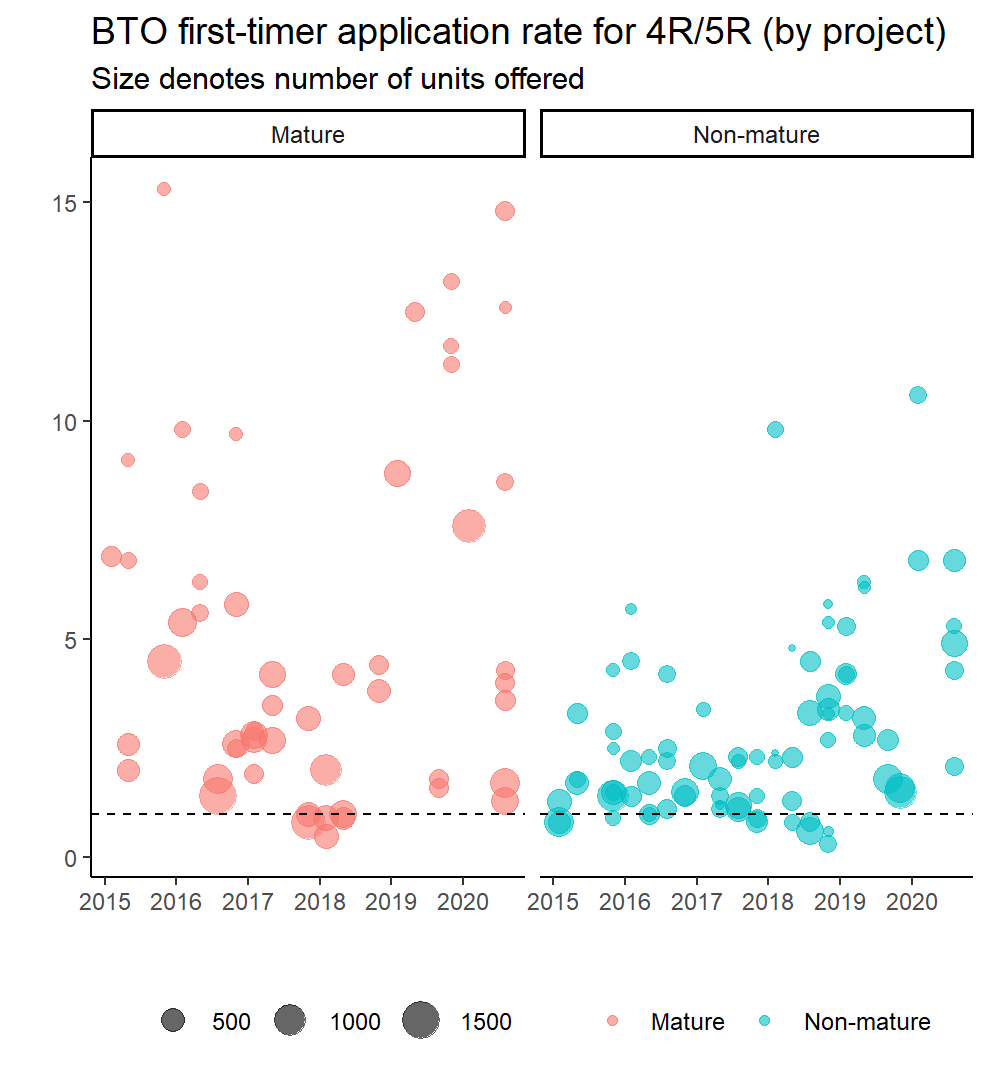 BTO first-timer application rate for 4R/5R (by project)
Size denotes number of units offered
Mature Non-mature
15
10
5
0
2015 2016 2017 2018 2019 2020 2015 2016 2017 2018 2019 2020
500 1000 1500 Mature Non-mature